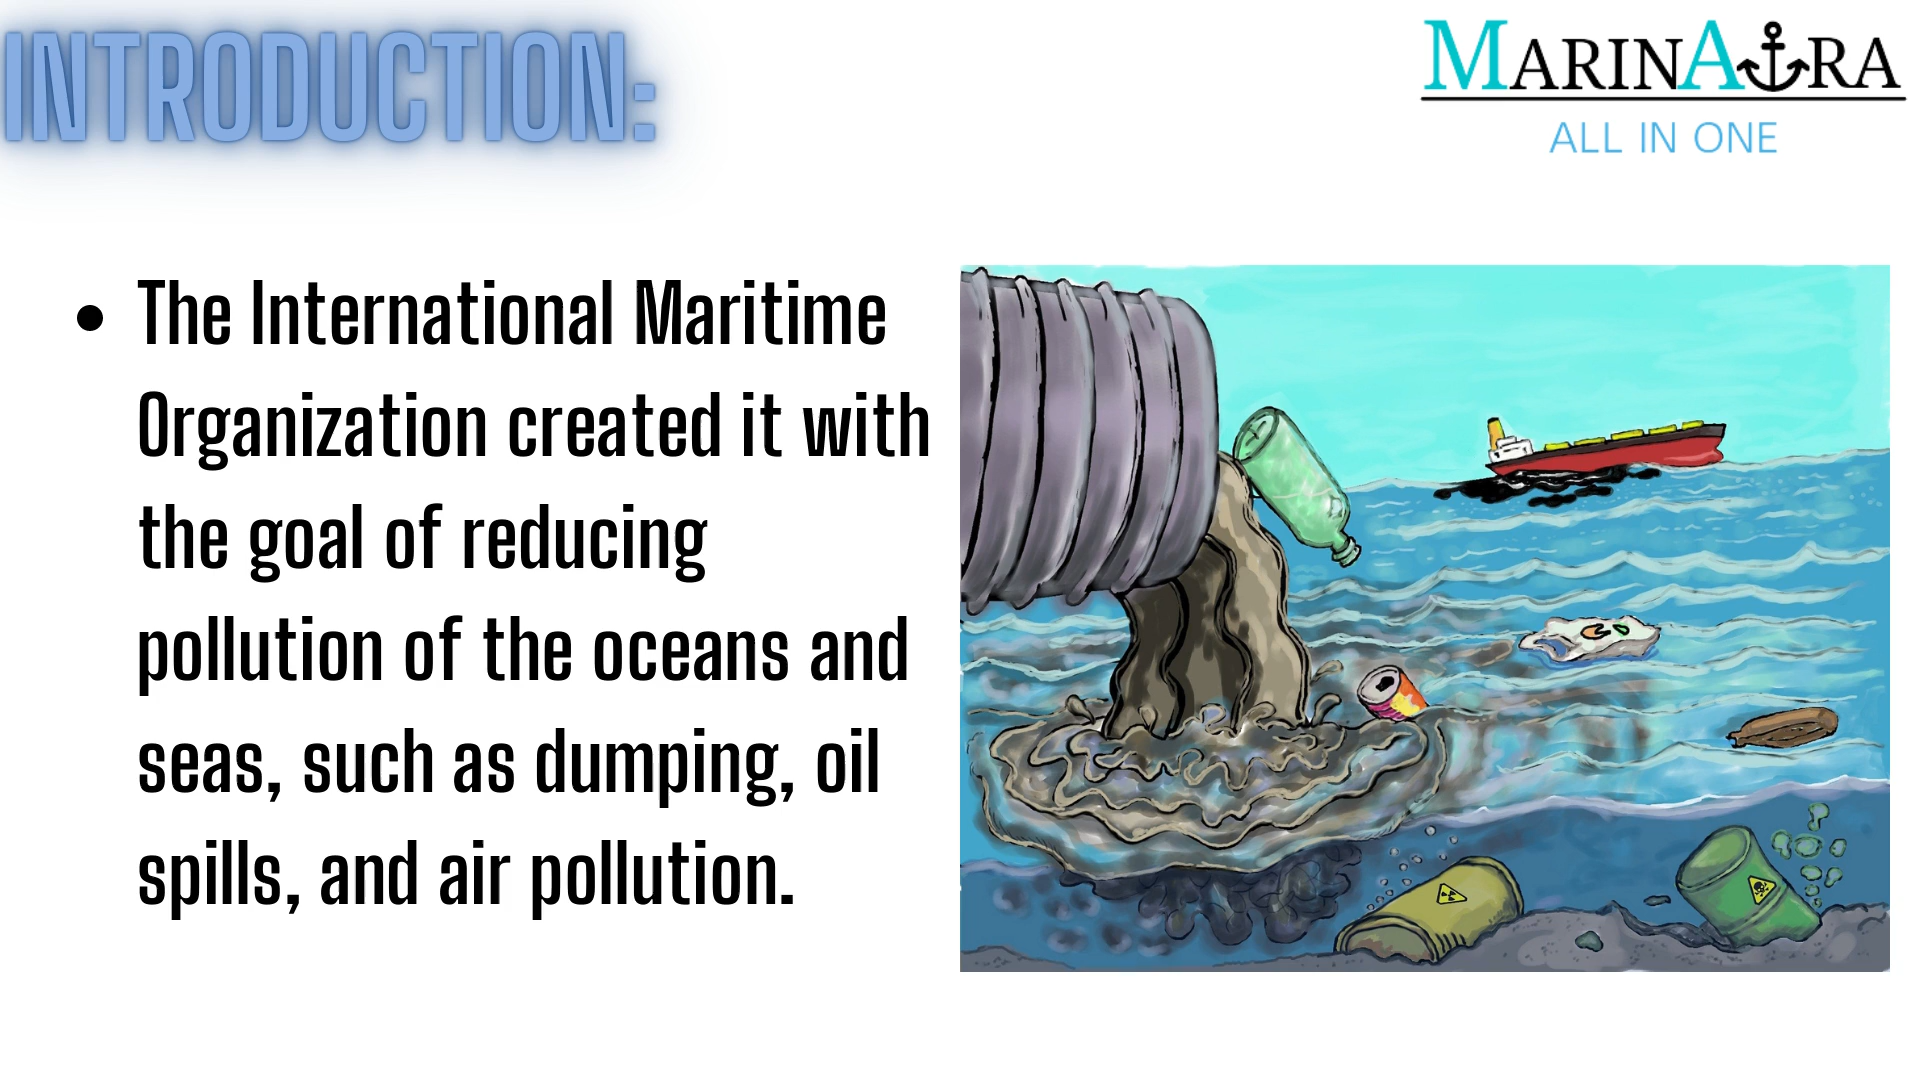 INTRODUCTION:
MARINAURA
ALL IN ONE
• The International Maritime
Organization created it with
the goal of reducing
pollution of the oceans and
seas, such as dumping, oil
spills, and air pollution.